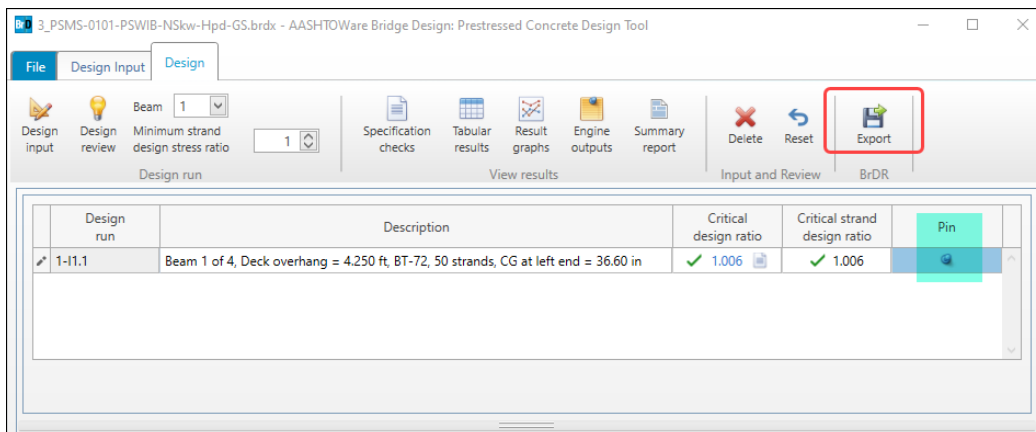 BrD 3_PSMS-0101-PSWIB-NSkw-Hpd-GS.brdx - AASHTOWare Bridge Design: Prestressed Concrete Design Tool
File Design Input Design
Design input
Design review
Beam 1
Minimum strand design stress ratio 1
Specification checks
Tabular results
Result graphs
Engine outputs
Summary report
Delete Reset
Export
Design run View results Input and Review BrDR
Design run Description Critical design ratio Critical strand design ratio Pin
1-I1.1 Beam 1 of 4, Deck overhang = 4.250 ft, BT-72, 50 strands, CG at left end = 36.60 in 1.006 1.006